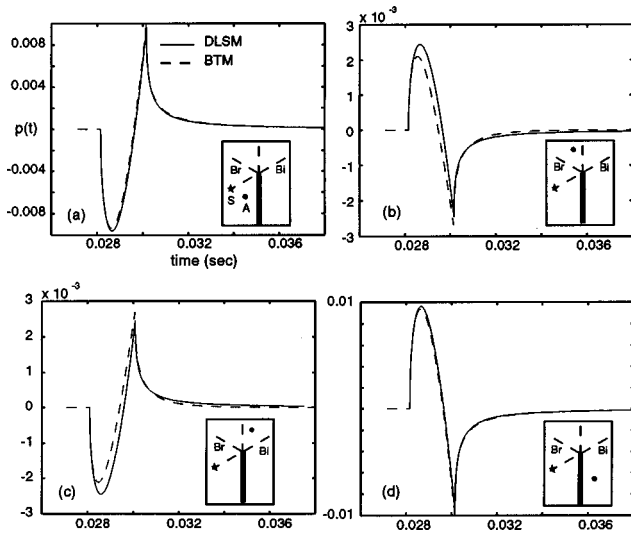 0.008
0.004
p(t)
-0.004
-0.008
DLSM
BTM
Br
Bi
S
A
(a)
0.028
0.032
0.036
time (sec)
x 10⁻³
3
2
1
0
-1
-2
-3
Br
Bi
(b)
0.028
0.032
0.036
x 10⁻³
3
2
1
0
-1
-2
-3
Br
Bi
(c)
0.028
0.032
0.036
0.01
-0.01
Br
Bi
(d)
0.028
0.032
0.036